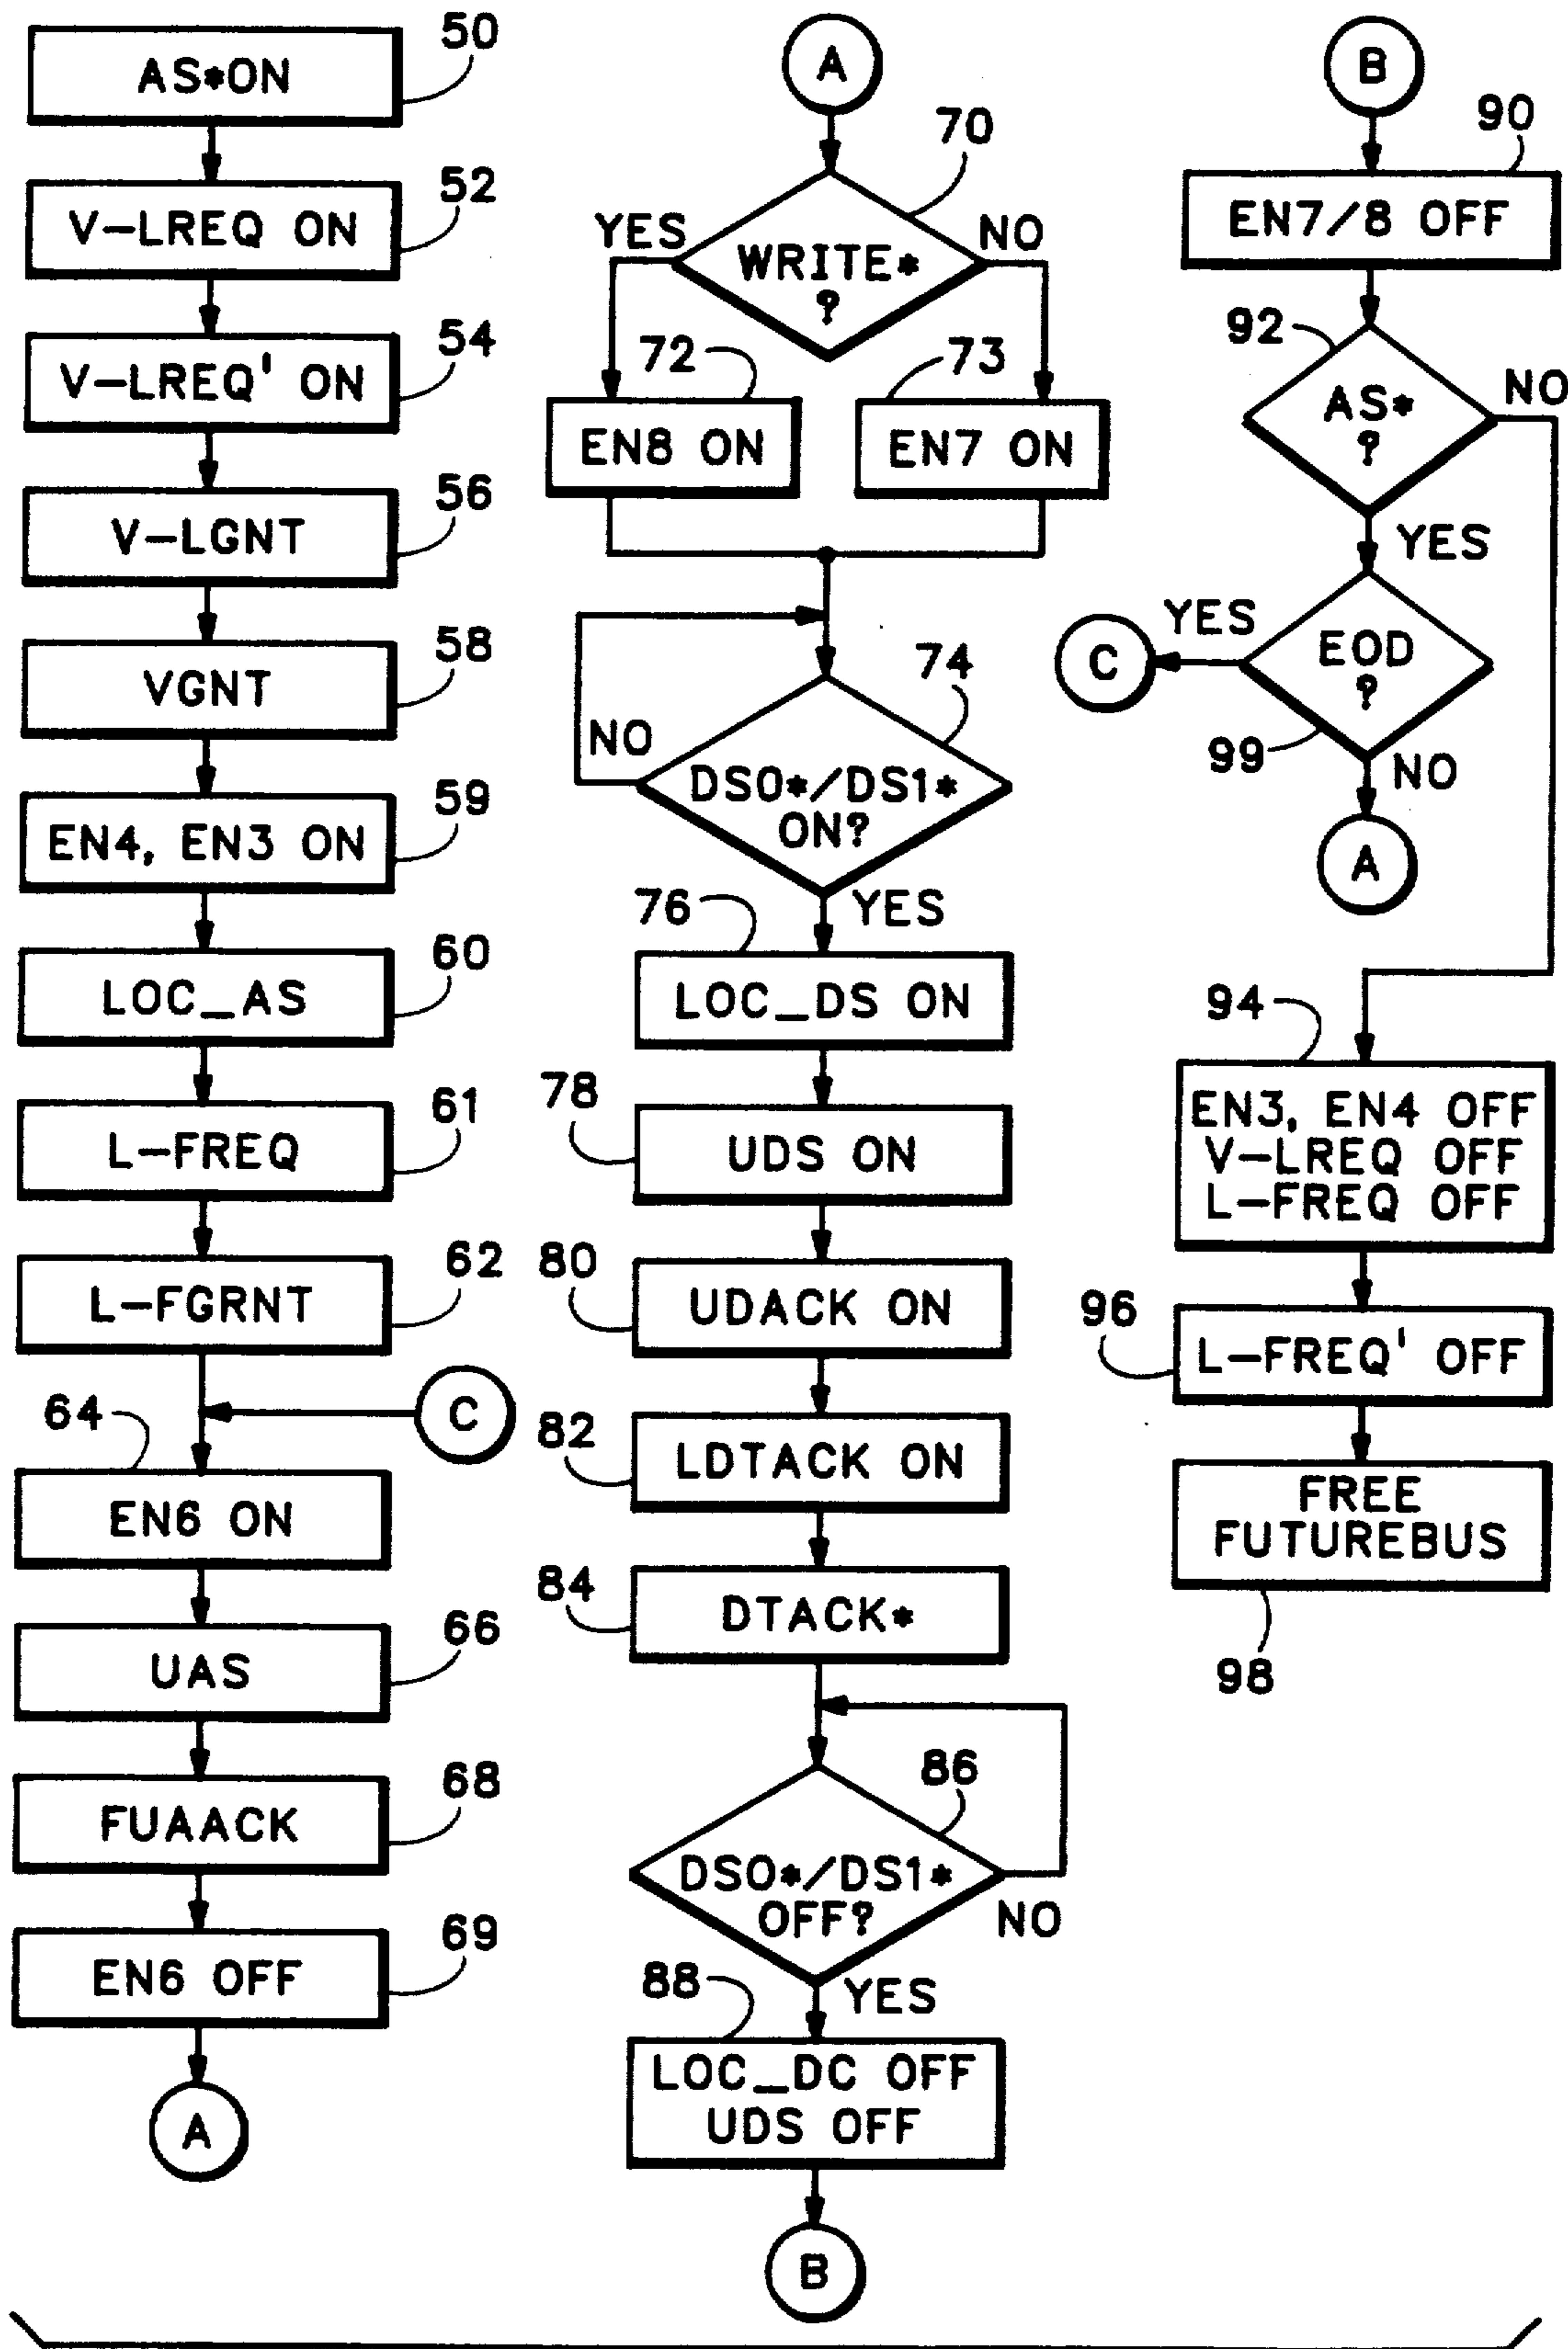 50
AS*ON
52
V-LREQ ON
54
V-LREQ' ON
56
V-LGNT
58
VGNT
59
EN4, EN3 ON
60
LOC_AS
61
L-FREQ
62
L-FGRNT
C
64
EN6 ON
66
UAS
68
FUAACK
69
EN6 OFF
A
A
70
YES
NO
WRITE*
?
72
73
EN8 ON
EN7 ON
74
NO
DS0*/DS1*
ON?
76
YES
LOC_DS ON
78
UDS ON
80
UDACK ON
82
LDTACK ON
84
DTACK*
86
DS0*/DS1*
OFF?
NO
88
YES
LOC_DC OFF
UDS OFF
B
B
90
EN7/8 OFF
92
NO
AS*
?
YES
YES
C
EOD
?
99
NO
A
94
EN3, EN4 OFF
V-LREQ OFF
L-FREQ OFF
96
L-FREQ' OFF
FREE
FUTUREBUS
98